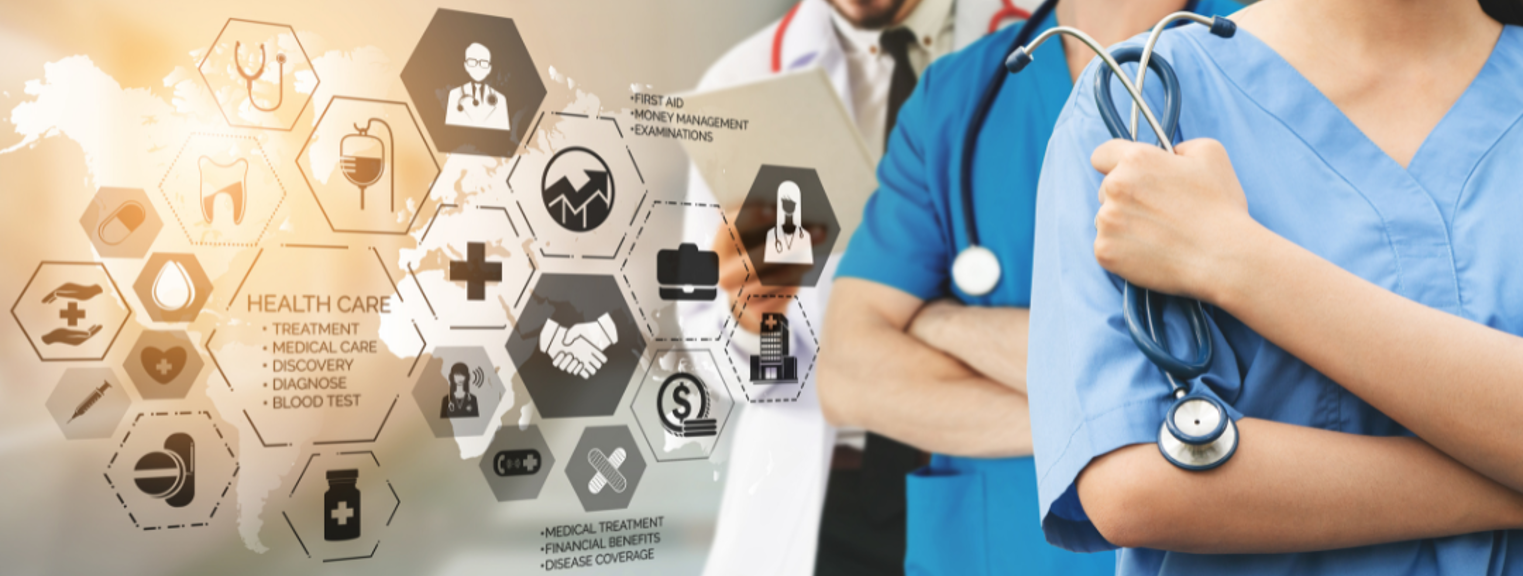 •FIRST AID
•MONEY MANAGEMENT
•EXAMINATIONS
HEALTH CARE
• TREATMENT
• MEDICAL CARE
• DISCOVERY
• DIAGNOSE
• BLOOD TEST
$
•MEDICAL TREATMENT
•FINANCIAL BENEFITS
•DISEASE COVERAGE